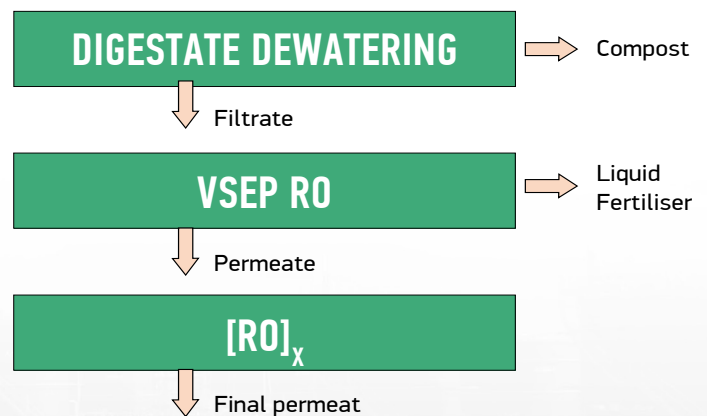 DIGESTATE DEWATERING
Compost
Filtrate
VSEP RO
Liquid
Fertiliser
Permeate
[RO]X
Final permeat